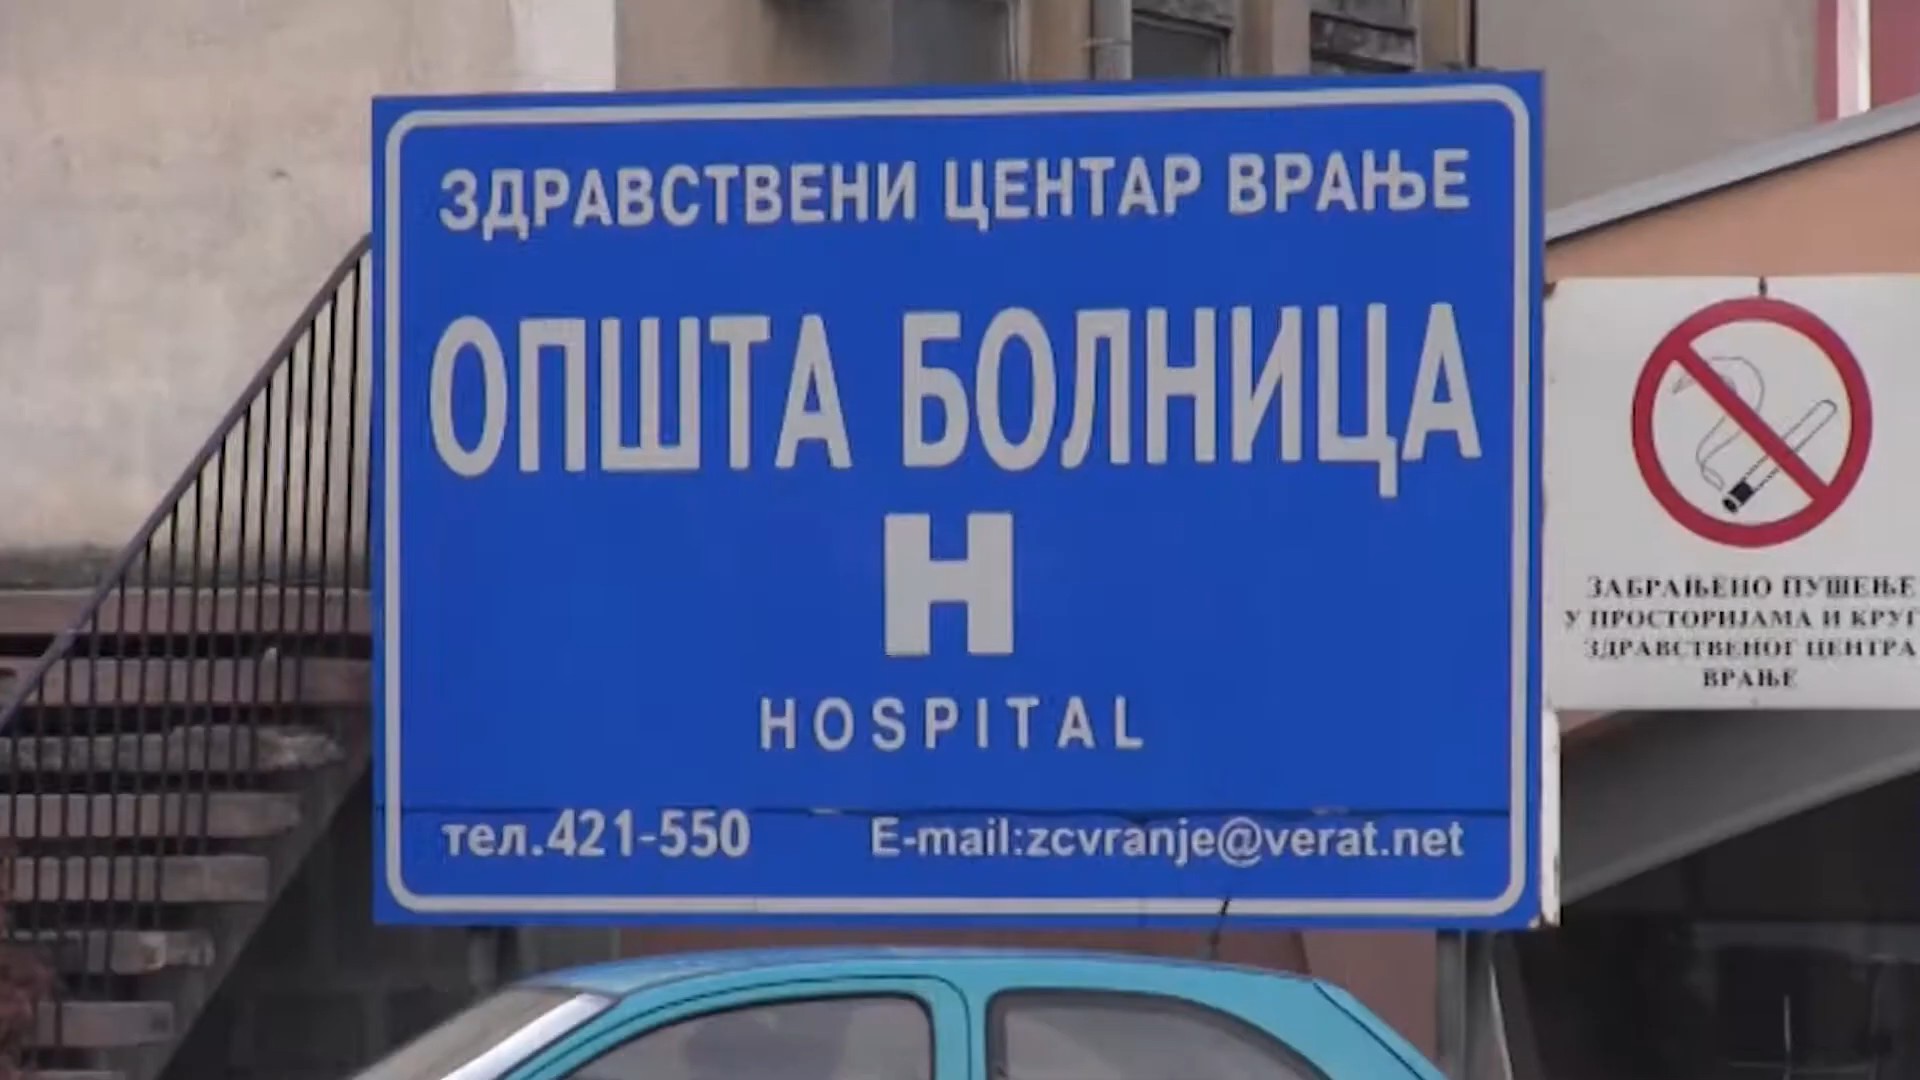 ЗДРАВСТВЕНИ ЦЕНТАР ВРАЊЕ
ОПШТА БОЛНИЦА
H
HOSPITAL
тел.421-550 E-mail:zcvranje@verat.net
ЗАБРАЊЕНО ПУШЕЊЕ
У ПРОСТОРИЈАМА И КРУГ
ЗДРАВСТВЕНОГ ЦЕНТРА
ВРАЊЕ